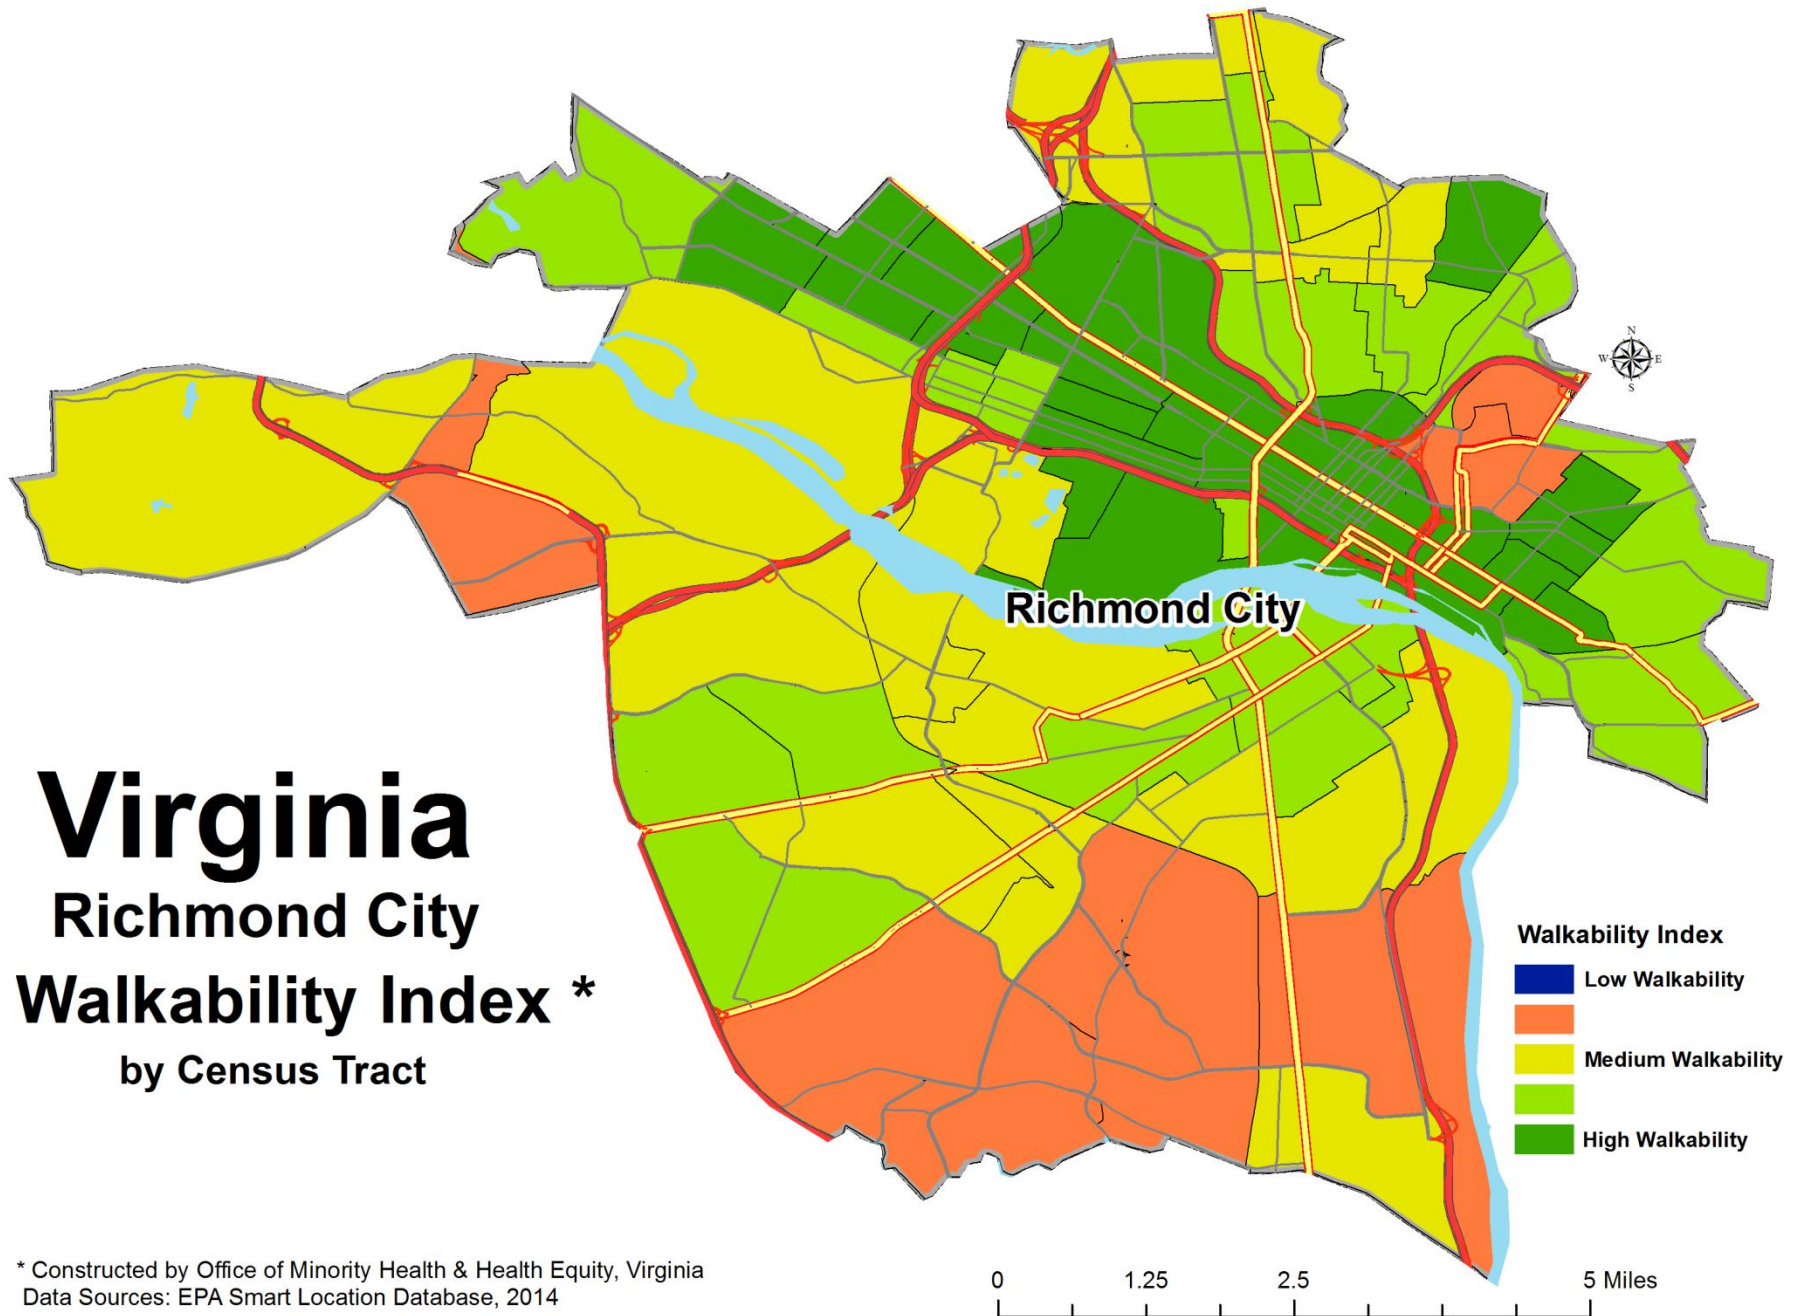 N
W E
S
Richmond City
Virginia
Richmond City
Walkability Index *
by Census Tract
Walkability Index
Low Walkability
Medium Walkability
High Walkability
* Constructed by Office of Minority Health & Health Equity, Virginia
Data Sources: EPA Smart Location Database, 2014
0 1.25 2.5 5 Miles